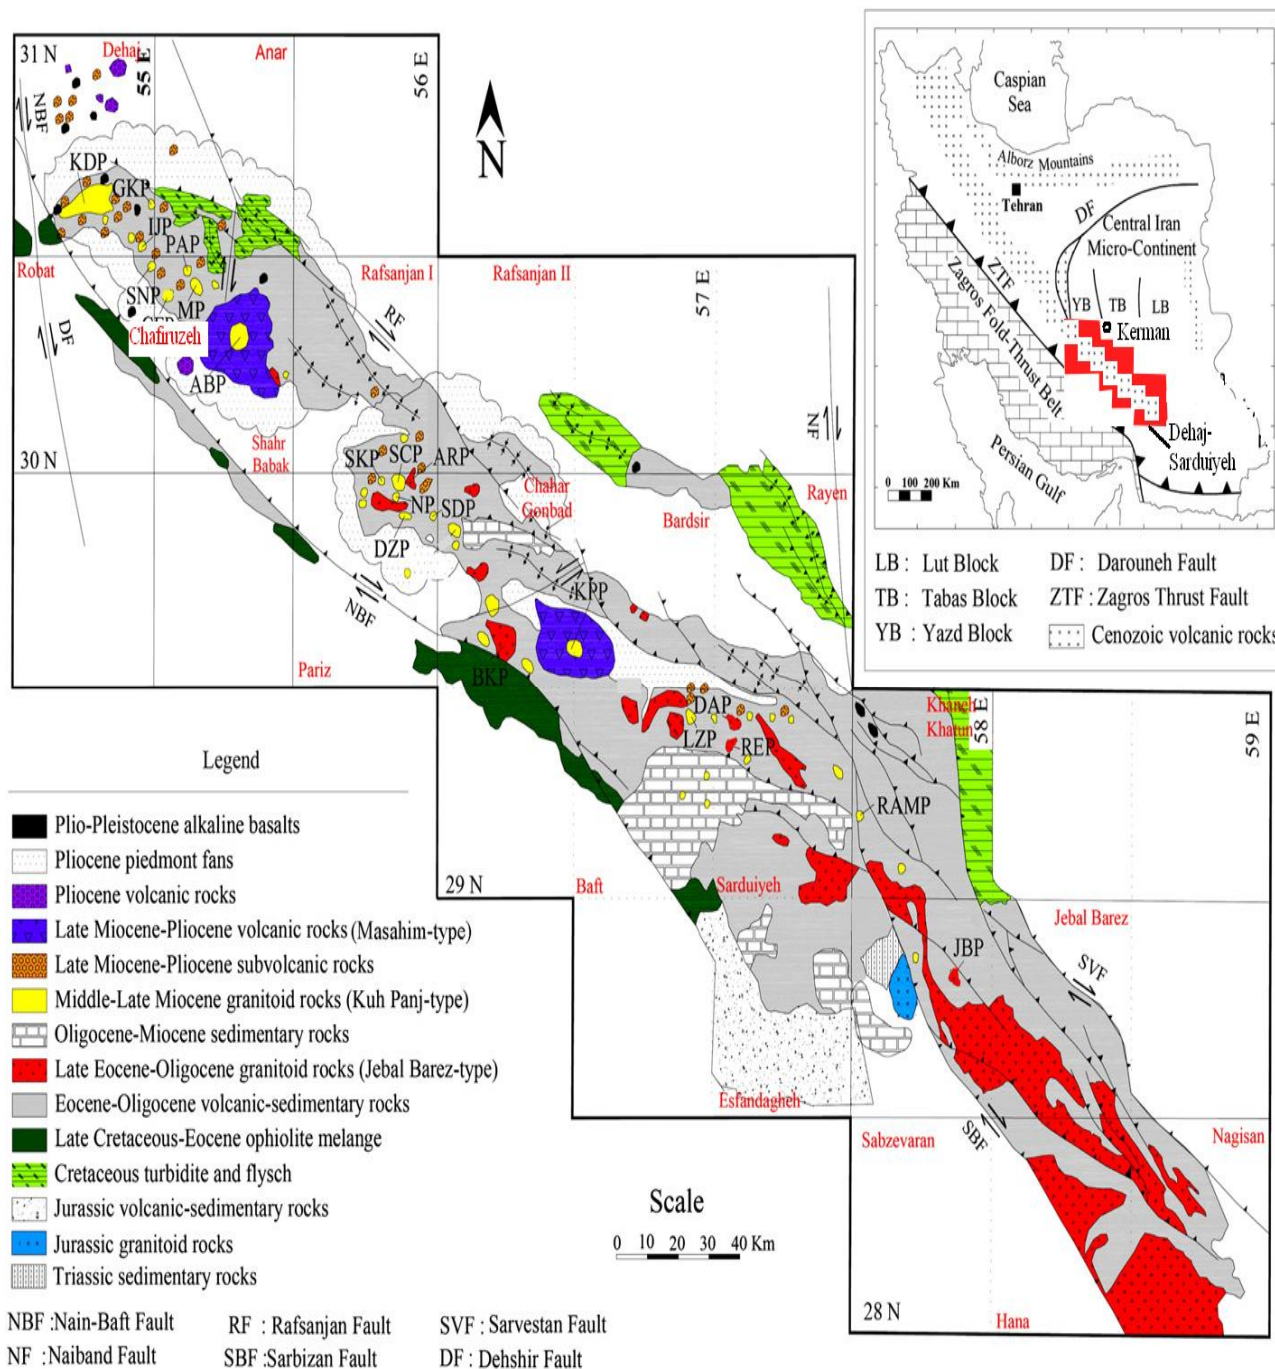 31 N
Dehaj
55 E
Anar
56 E
NBF
KDP
GKP
IJP
PAP
Robat
Rafsanjan I
Rafsanjan II
57 E
SNP
MP
Chafiruzeh
DF
RF
ABP
NF
Shahr
Babak
30 N
SKP
SCP
ARP
Chahar
Gonbad
Rayen
NP
SDP
Bardsir
DZP
NBF
KPP
Pariz
BKP
DAP
LZP
REP
Khaneh
Khatun
58 E
59 E
RAMP
29 N
Baft
Sarduiyeh
Jebal Barez
JBP
SVF
Esfandagheh
Sabzevaran
SBF
Nagisan
28 N
Hana
N
Caspian
Sea
Alborz Mountains
Tehran
DF
Central Iran
Micro-Continent
ZTF
YB
TB
LB
Kerman
Zagros Fold-Thrust Belt
Dehaj-
Sarduiyeh
Persian Gulf
0 100 200 Km
LB : Lut Block
DF : Darouneh Fault
TB : Tabas Block
ZTF : Zagros Thrust Fault
YB : Yazd Block
Cenozoic volcanic rocks
Legend
Plio-Pleistocene alkaline basalts
Pliocene piedmont fans
Pliocene volcanic rocks
Late Miocene-Pliocene volcanic rocks (Masahim-type)
Late Miocene-Pliocene subvolcanic rocks
Middle-Late Miocene granitoid rocks (Kuh Panj-type)
Oligocene-Miocene sedimentary rocks
Late Eocene-Oligocene granitoid rocks (Jebal Barez-type)
Eocene-Oligocene volcanic-sedimentary rocks
Late Cretaceous-Eocene ophiolite melange
Cretaceous turbidite and flysch
Jurassic volcanic-sedimentary rocks
Jurassic granitoid rocks
Triassic sedimentary rocks
Scale
0 10 20 30 40 Km
NBF :Nain-Baft Fault
RF : Rafsanjan Fault
SVF : Sarvestan Fault
NF : Naiband Fault
SBF :Sarbizan Fault
DF : Dehshir Fault